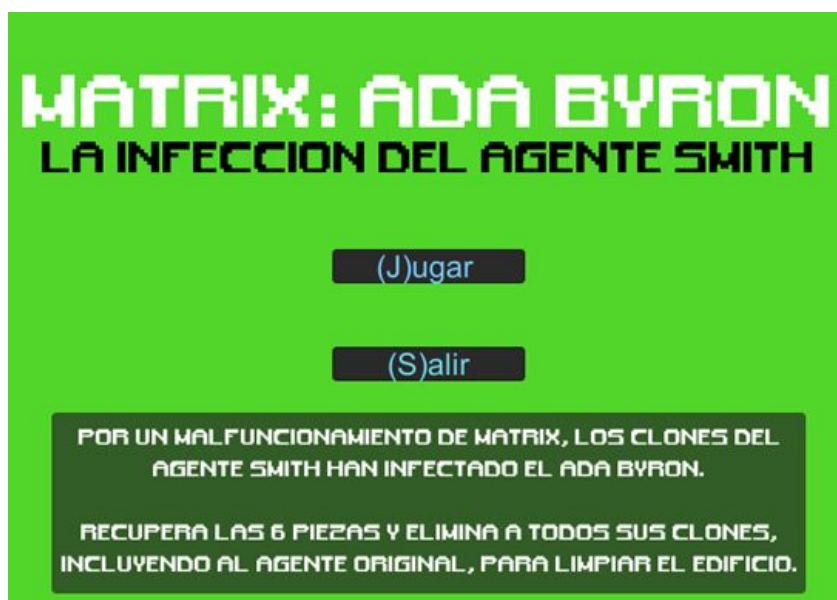 MATRIX: ADA BYRON
LA INFECCION DEL AGENTE SMITH
(J)ugar
(S)alir
POR UN MALFUNCIONAMIENTO DE MATRIX, LOS CLONES DEL
AGENTE SMITH HAN INFECTADO EL ADA BYRON.
RECUPERA LAS 6 PIEZAS Y ELIMINA A TODOS SUS CLONES,
INCLUYENDO AL AGENTE ORIGINAL, PARA LIMPIAR EL EDIFICIO.